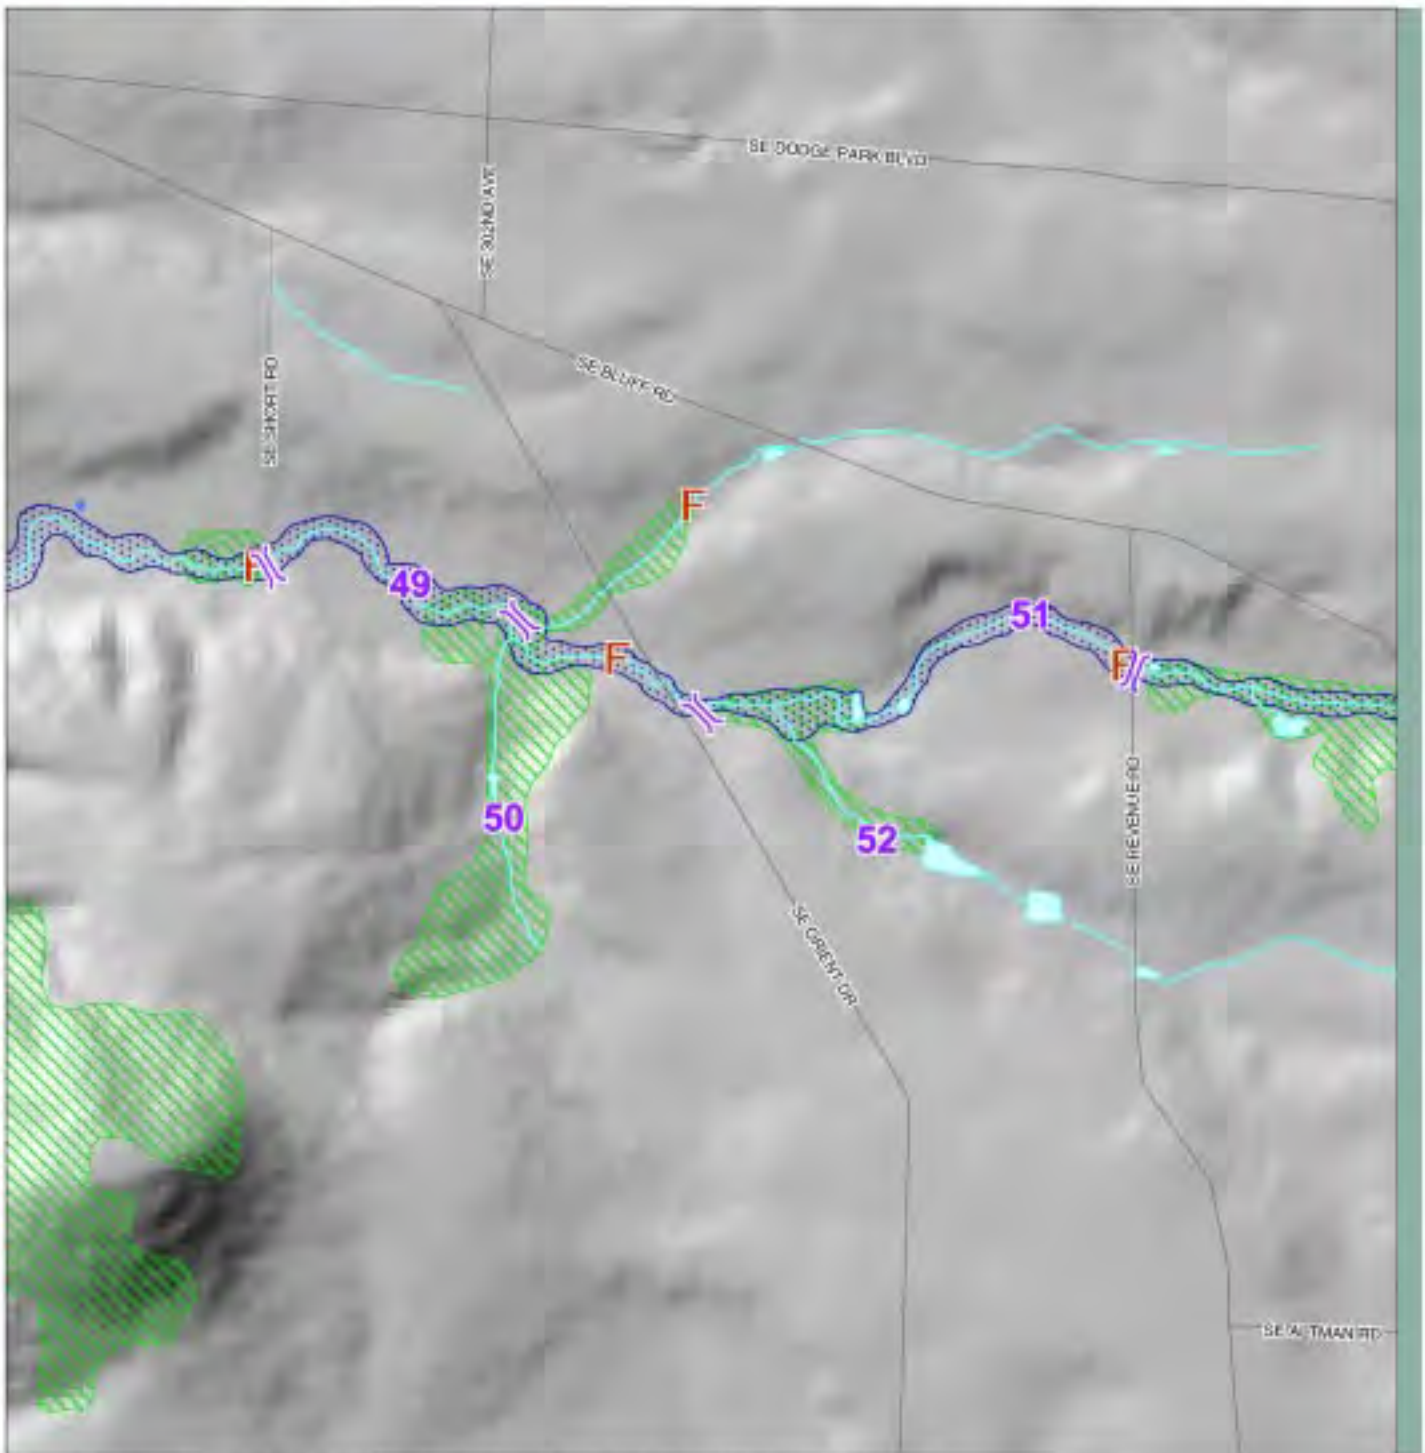 SE DODGE PARK BLVD
SE 302ND AVE
SE BLUFF RD
SE SHORT RD
F
F
49
51
F
F
50
52
SE REVENUE RD
SE ORIENT DR
SE ALTMAN RD